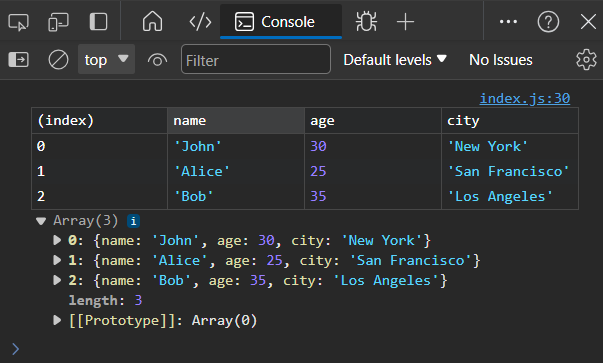 Console
top Filter Default levels No Issues
index.js:30
(index) name age city
0 'John' 30 'New York'
1 'Alice' 25 'San Francisco'
2 'Bob' 35 'Los Angeles'
Array(3) i
0: {name: 'John', age: 30, city: 'New York'}
1: {name: 'Alice', age: 25, city: 'San Francisco'}
2: {name: 'Bob', age: 35, city: 'Los Angeles'}
length: 3
[[Prototype]]: Array(0)